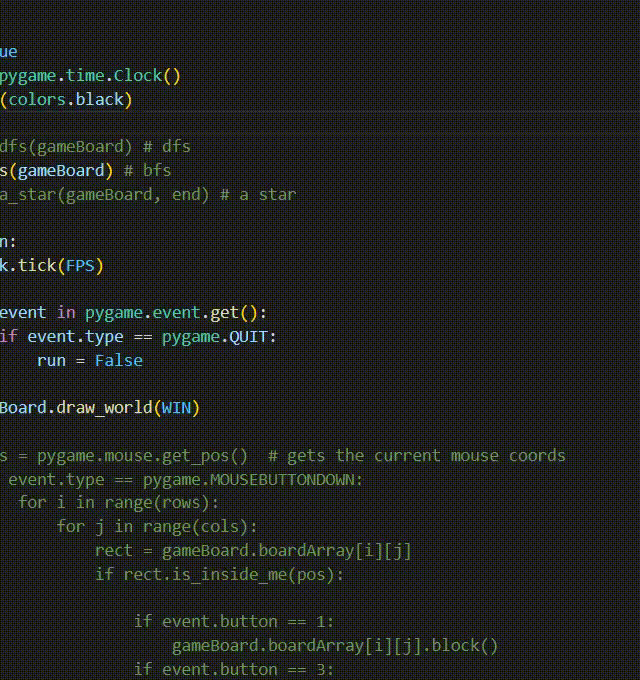 ue
pygame.time.Clock()
(colors.black)
dfs(gameBoard) # dfs
s(gameBoard) # bfs
a_star(gameBoard, end) # a star
n:
k.tick(FPS)
event in pygame.event.get():
if event.type == pygame.QUIT:
run = False
Board.draw_world(WIN)
s = pygame.mouse.get_pos()  # gets the current mouse coords
event.type == pygame.MOUSEBUTTONDOWN:
for i in range(rows):
for j in range(cols):
rect = gameBoard.boardArray[i][j]
if rect.is_inside_me(pos):
if event.button == 1:
gameBoard.boardArray[i][j].block()
if event.button == 3: